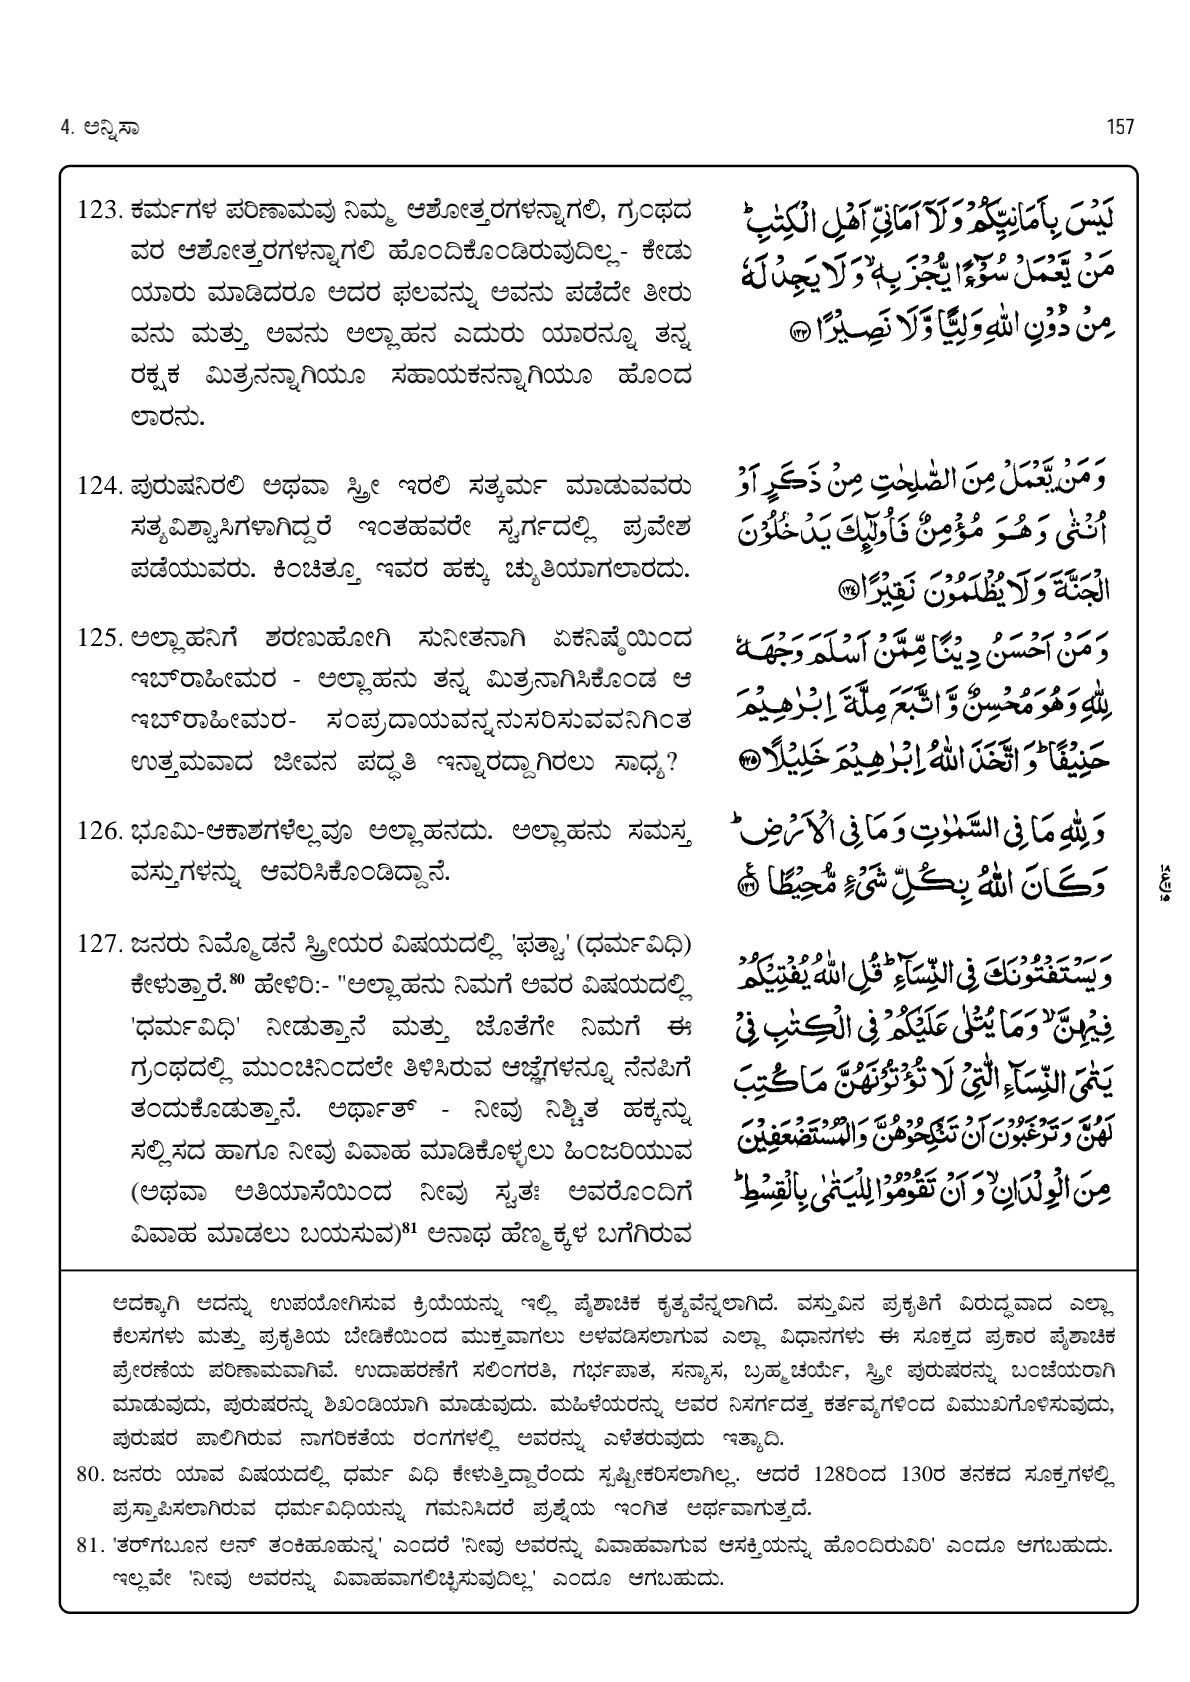 4. ಅನ್ನಿಸಾ
157
123. ಕರ್ಮಗಳ ಪರಿಣಾಮವು ನಿಮ್ಮ ಆಶೋತ್ತರಗಳನ್ನಾಗಲಿ, ಗ್ರಂಥದ
ವರ ಆಶೋತ್ತರಗಳನ್ನಾಗಲಿ ಹೊಂದಿಕೊಂಡಿರುವುದಿಲ್ಲ- ಕೇಡು
ಯಾರು ಮಾಡಿದರೂ ಅದರ ಫಲವನ್ನು ಅವನು ಪಡೆದೇ ತೀರು
ವನು ಮತ್ತು ಅವನು ಅಲ್ಲಾಹನ ಎದುರು ಯಾರನ್ನೂ ತನ್ನ
ರಕ್ಷಕ ಮಿತ್ರನನ್ನಾಗಿಯೂ ಸಹಾಯಕನನ್ನಾಗಿಯೂ ಹೊಂದ
ಲಾರನು.
لَيْسَ بِاَمَانِيِّكُمْ وَلَآ اَمَانِيِّ اَهْلِ الْكِتٰبِ ؕ
مَنْ يَّعْمَلْ سُوْٓءًا يُّجْزَ بِهٖ ۙ وَلَا يَجِدْ لَهٗ
مِنْ دُوْنِ اللّٰهِ وَلِيًّا وَّلَا نَصِيْرًا ﴿١٢٣﴾
124. ಪುರುಷನಿರಲಿ ಅಥವಾ ಸ್ತ್ರೀ ಇರಲಿ ಸತ್ಕರ್ಮ ಮಾಡುವವರು
ಸತ್ಯವಿಶ್ವಾಸಿಗಳಾಗಿದ್ದರೆ ಇಂತಹವರೇ ಸ್ವರ್ಗದಲ್ಲಿ ಪ್ರವೇಶ
ಪಡೆಯುವರು. ಕಿಂಚಿತ್ತೂ ಇವರ ಹಕ್ಕು ಚ್ಯುತಿಯಾಗಲಾರದು.
وَمَنْ يَّعْمَلْ مِنَ الصّٰلِحٰتِ مِنْ ذَكَرٍ اَوْ
اُنْثٰى وَهُوَ مُؤْمِنٌ فَاُولٰٓئِكَ يَدْخُلُوْنَ
الْجَنَّةَ وَلَا يُظْلَمُوْنَ نَقِيْرًا ﴿١٢٤﴾
125. ಅಲ್ಲಾಹನಿಗೆ ಶರಣುಹೋಗಿ ಸುನೀತನಾಗಿ ಏಕನಿಷ್ಠೆಯಿಂದ
ಇಬ್‌ರಾಹೀಮರ - ಅಲ್ಲಾಹನು ತನ್ನ ಮಿತ್ರನಾಗಿಸಿಕೊಂಡ ಆ
ಇಬ್‌ರಾಹೀಮರ- ಸಂಪ್ರದಾಯವನ್ನನುಸರಿಸುವವನಿಗಿಂತ
ಉತ್ತಮವಾದ ಜೀವನ ಪದ್ಧತಿ ಇನ್ನಾರದ್ದಾಗಿರಲು ಸಾಧ್ಯ?
وَمَنْ اَحْسَنُ دِيْنًا مِّمَّنْ اَسْلَمَ وَجْهَهٗ
لِلّٰهِ وَهُوَ مُحْسِنٌ وَّاتَّبَعَ مِلَّةَ اِبْرٰهِيْمَ
حَنِيْفًا ؕ وَاتَّخَذَ اللّٰهُ اِبْرٰهِيْمَ خَلِيْلًا ﴿١٢٥﴾
126. ಭೂಮಿ-ಆಕಾಶಗಳೆಲ್ಲವೂ ಅಲ್ಲಾಹನದು. ಅಲ್ಲಾಹನು ಸಮಸ್ತ
ವಸ್ತುಗಳನ್ನು ಆವರಿಸಿಕೊಂಡಿದ್ದಾನೆ.
وَلِلّٰهِ مَا فِى السَّمٰوٰتِ وَمَا فِى الْاَرْضِ ؕ
وَكَانَ اللّٰهُ بِكُلِّ شَىْءٍ مُّحِيْطًا ﴿١٢٦﴾
127. ಜನರು ನಿಮ್ಮೊಡನೆ ಸ್ತ್ರೀಯರ ವಿಷಯದಲ್ಲಿ 'ಫತ್ವಾ' (ಧರ್ಮವಿಧಿ)
ಕೇಳುತ್ತಾರೆ.80 ಹೇಳಿರಿ:- "ಅಲ್ಲಾಹನು ನಿಮಗೆ ಅವರ ವಿಷಯದಲ್ಲಿ
'ಧರ್ಮವಿಧಿ' ನೀಡುತ್ತಾನೆ ಮತ್ತು ಜೊತೆಗೇ ನಿಮಗೆ ಈ
ಗ್ರಂಥದಲ್ಲಿ ಮುಂಚಿನಿಂದಲೇ ತಿಳಿಸಿರುವ ಆಜ್ಞೆಗಳನ್ನೂ ನೆನಪಿಗೆ
ತಂದುಕೊಡುತ್ತಾನೆ. ಅರ್ಥಾತ್ - ನೀವು ನಿಶ್ಚಿತ ಹಕ್ಕನ್ನು
ಸಲ್ಲಿಸದ ಹಾಗೂ ನೀವು ವಿವಾಹ ಮಾಡಿಕೊಳ್ಳಲು ಹಿಂಜರಿಯುವ
(ಅಥವಾ ಅತಿಯಾಸೆಯಿಂದ ನೀವು ಸ್ವತಃ ಅವರೊಂದಿಗೆ
ವಿವಾಹ ಮಾಡಲು ಬಯಸುವ)81 ಅನಾಥ ಹೆಣ್ಮಕ್ಕಳ ಬಗೆಗಿರುವ
وَيَسْتَفْتُوْنَكَ فِى النِّسَآءِ ؕ قُلِ اللّٰهُ يُفْتِيْكُمْ
فِيْهِنَّ ۙ وَمَا يُتْلٰى عَلَيْكُمْ فِى الْكِتٰبِ فِىْ
يَتٰمَى النِّسَآءِ الّٰتِىْ لَا تُؤْتُوْنَهُنَّ مَا كُتِبَ
لَهُنَّ وَتَرْغَبُوْنَ اَنْ تَنْكِحُوْهُنَّ وَالْمُسْتَضْعَفِيْنَ
مِنَ الْوِلْدَانِ ۙ وَاَنْ تَقُوْمُوْا لِلْيَتٰمٰى بِالْقِسْطِ ؕ
ಅದಕ್ಕಾಗಿ ಅದನ್ನು ಉಪಯೋಗಿಸುವ ಕ್ರಿಯೆಯನ್ನು ಇಲ್ಲಿ ಪೈಶಾಚಿಕ ಕೃತ್ಯವೆನ್ನಲಾಗಿದೆ. ವಸ್ತುವಿನ ಪ್ರಕೃತಿಗೆ ವಿರುದ್ಧವಾದ ಎಲ್ಲಾ
ಕೆಲಸಗಳು ಮತ್ತು ಪ್ರಕೃತಿಯ ಬೇಡಿಕೆಯಿಂದ ಮುಕ್ತವಾಗಲು ಅಳವಡಿಸಲಾಗುವ ಎಲ್ಲಾ ವಿಧಾನಗಳು ಈ ಸೂಕ್ತದ ಪ್ರಕಾರ ಪೈಶಾಚಿಕ
ಪ್ರೇರಣೆಯ ಪರಿಣಾಮವಾಗಿವೆ. ಉದಾಹರಣೆಗೆ ಸಲಿಂಗರತಿ, ಗರ್ಭಪಾತ, ಸನ್ಯಾಸ, ಬ್ರಹ್ಮಚರ್ಯೆ, ಸ್ತ್ರೀ ಪುರುಷರನ್ನು ಬಂಜೆಯರಾಗಿ
ಮಾಡುವುದು, ಪುರುಷರನ್ನು ಶಿಖಂಡಿಯಾಗಿ ಮಾಡುವುದು. ಮಹಿಳೆಯರನ್ನು ಅವರ ನಿಸರ್ಗದತ್ತ ಕರ್ತವ್ಯಗಳಿಂದ ವಿಮುಖಗೊಳಿಸುವುದು,
ಪುರುಷರ ಪಾಲಿಗಿರುವ ನಾಗರಿಕತೆಯ ರಂಗಗಳಲ್ಲಿ ಅವರನ್ನು ಎಳೆತರುವುದು ಇತ್ಯಾದಿ.
80. ಜನರು ಯಾವ ವಿಷಯದಲ್ಲಿ ಧರ್ಮ ವಿಧಿ ಕೇಳುತ್ತಿದ್ದಾರೆಂದು ಸ್ಪಷ್ಟೀಕರಿಸಲಾಗಿಲ್ಲ. ಆದರೆ 128ರಿಂದ 130ರ ತನಕದ ಸೂಕ್ತಗಳಲ್ಲಿ
ಪ್ರಸ್ತಾಪಿಸಲಾಗಿರುವ ಧರ್ಮವಿಧಿಯನ್ನು ಗಮನಿಸಿದರೆ ಪ್ರಶ್ನೆಯ ಇಂಗಿತ ಅರ್ಥವಾಗುತ್ತದೆ.
81. 'ತರ್‌ಗಬೂನ ಅನ್ ತಂಕಿಹೂಹುನ್ನ' ಎಂದರೆ 'ನೀವು ಅವರನ್ನು ವಿವಾಹವಾಗುವ ಆಸಕ್ತಿಯನ್ನು ಹೊಂದಿರುವಿರಿ' ಎಂದೂ ಆಗಬಹುದು.
ಇಲ್ಲವೇ 'ನೀವು ಅವರನ್ನು ವಿವಾಹವಾಗಲಿಚ್ಛಿಸುವುದಿಲ್ಲ' ಎಂದೂ ಆಗಬಹುದು.